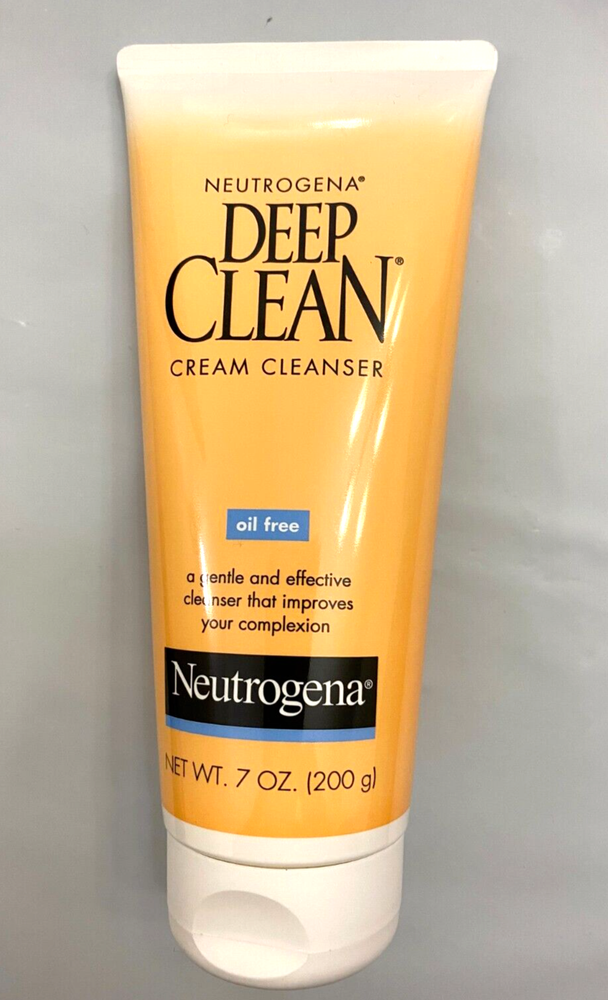 NEUTROGENA®
DEEP
CLEAN®
CREAM CLEANSER
oil free
a gentle and effective
cleanser that improves
your complexion
Neutrogena®
NET WT. 7 OZ. (200 g)